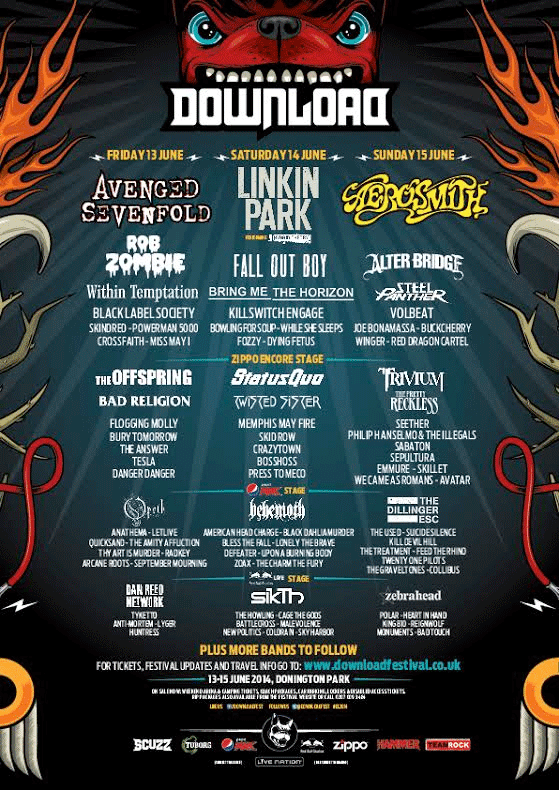 DOWNLOAD
FRIDAY 13 JUNE
AVENGED
SEVENFOLD
ROB
ZOMBIE
Within Temptation
BLACK LABEL SOCIETY
SKINDRED - POWERMAN 5000
CROSSFAITH - MISS MAY I
SATURDAY 14 JUNE
LINKIN
PARK
FALL OUT BOY
BRING ME THE HORIZON
KILLSWITCH ENGAGE
BOWLING FOR SOUP - WHILE SHE SLEEPS
FOZZY - DYING FETUS
SUNDAY 15 JUNE
AEROSMITH
ALTER BRIDGE
STEEL
PANTHER
VOLBEAT
JOE BONAMASSA - BUCKCHERRY
WINGER - RED DRAGON CARTEL
ZIPPO ENCORE STAGE
THE OFFSPRING
BAD RELIGION
FLOGGING MOLLY
BURY TOMORROW
THE ANSWER
TESLA
DANGER DANGER
StatusQuo
TWISTED SISTER
MEMPHIS MAY FIRE
SKID ROW
CRAZYTOWN
BOSSHOSS
PRESS TO MECO
TRIVIUM
THE PRETTY
RECKLESS
SEETHER
PHILIP H ANSELMO & THE ILLEGALS
SABATON
SEPULTURA
EMMURE - SKILLET
WE CAME AS ROMANS - AVATAR
pepsi MAX STAGE
Opeth
ANATHEMA - LETLIVE
QUICKSAND - THE AMITY AFFLICTION
THY ART IS MURDER - RADKEY
ARCANE ROOTS - SEPTEMBER MOURNING
behemoth
AMERICAN HEAD CHARGE - BLACK DAHLIA MURDER
BLESS THE FALL - LONELY THE BRAVE
DEFEATER - UPON A BURNING BODY
ZOAX - THE CHARM THE FURY
THE
DILLINGER
ESC
THE USED - SUICIDE SILENCE
KILL DEVIL HILL
THE TREATMENT - FEED THE RHINO
TWENTY ONE PILOTS
THE GRAVELTONES - COLLIBUS
LIVE STAGE
DAN REED
NETWORK
TYKETTO
ANTI-MORTEM - LYGER
HUNTRESS
SikTh
THE HOWLING - CAGE THE GODS
BATTLECROSS - MALEVOLENCE
NEW POLITICS - COLORAIN - SKY HARBOR
zebrahead
POLAR - HEART IN HAND
KING 810 - REIGNWOLF
MONUMENTS - BAD TOUCH
PLUS MORE BANDS TO FOLLOW
FOR TICKETS, FESTIVAL UPDATES AND TRAVEL INFO GO TO: www.downloadfestival.co.uk
13-15 JUNE 2014, DONINGTON PARK
SCUZZ
TUBORG
pepsi MAX
zippo
HAMMER
TEAMROCK
LIVE NATION